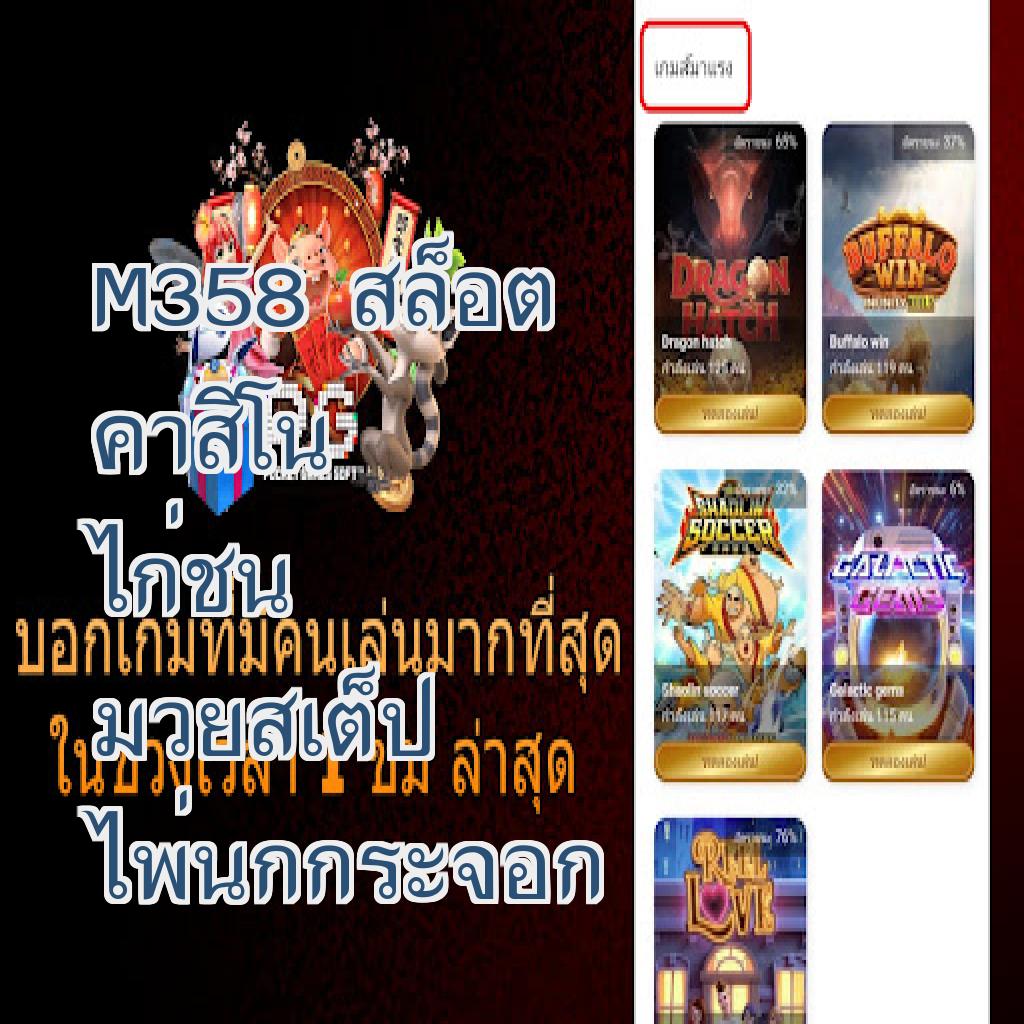 M358 สล็อต
คาสิโน
ไก่ชน
มวยสเต็ป
ไพ่นกกระจอก
POCKET GAMES SOFT
บอกเกมที่มีคนเล่นมากที่สุด
ในช่วงเวลา 1 ชม ล่าสุด
เกมส์มาแรง
อัตราชนะ 68%
DRAGON
HATCH
Dragon hatch
กำลังเล่น 125 คน
ทดลองเล่น!
อัตราชนะ 37%
BUFFALO
WIN
Buffalo win
กำลังเล่น 119 คน
ทดลองเล่น!
SHAOLIN
SOCCER
Shaolin soccer
กำลังเล่น 117 คน
ทดลองเล่น!
อัตราชนะ 6%
GALACTIC
GEMS
Galactic gems
กำลังเล่น 115 คน
ทดลองเล่น!
อัตราชนะ 76%
REEL
LOVE